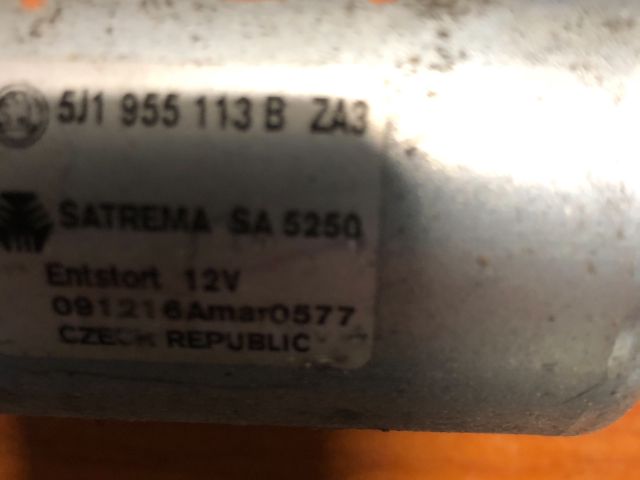 5J1 955 113 B ZA3
SATREMA SA 5250
Entstort 12V
091216Amar0577
CZECH REPUBLIC